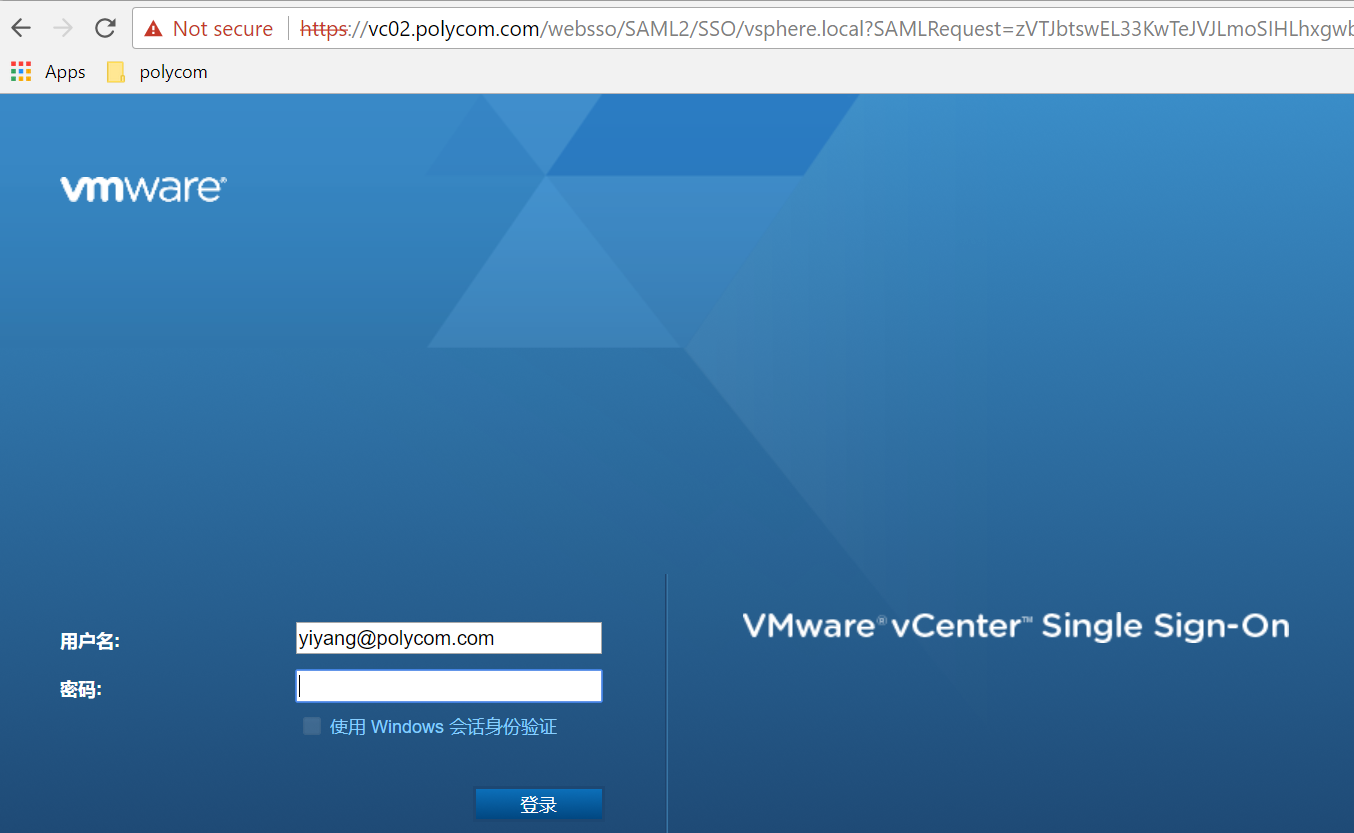 Not secure https://vc02.polycom.com/websso/SAML2/SSO/vsphere.local?SAMLRequest=zVTJbtswEL33KwTeJVJLmoSIHLhxgwb
Apps polycom
vmware®
用户名: yiyang@polycom.com
VMware® vCenter™ Single Sign-On
密码:
使用 Windows 会话身份验证
登录